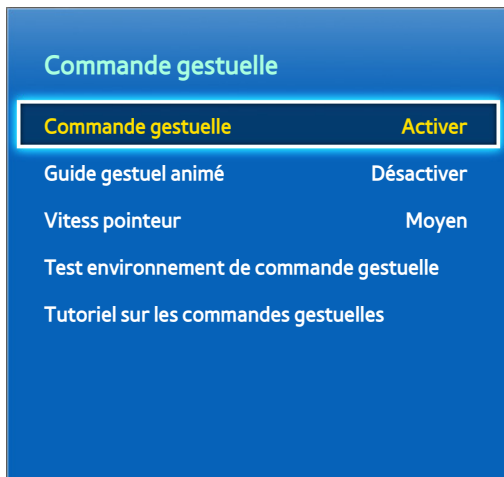 Commande gestuelle
Commande gestuelle Activer
Guide gestuel animé Désactiver
Vitess pointeur Moyen
Test environnement de commande gestuelle
Tutoriel sur les commandes gestuelles